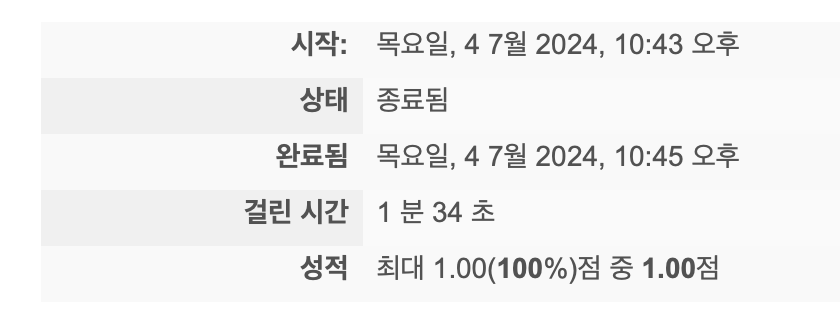 시작: 목요일, 4 7월 2024, 10:43 오후
상태 종료됨
완료됨 목요일, 4 7월 2024, 10:45 오후
걸린 시간 1 분 34 초
성적 최대 1.00(100%)점 중 1.00점